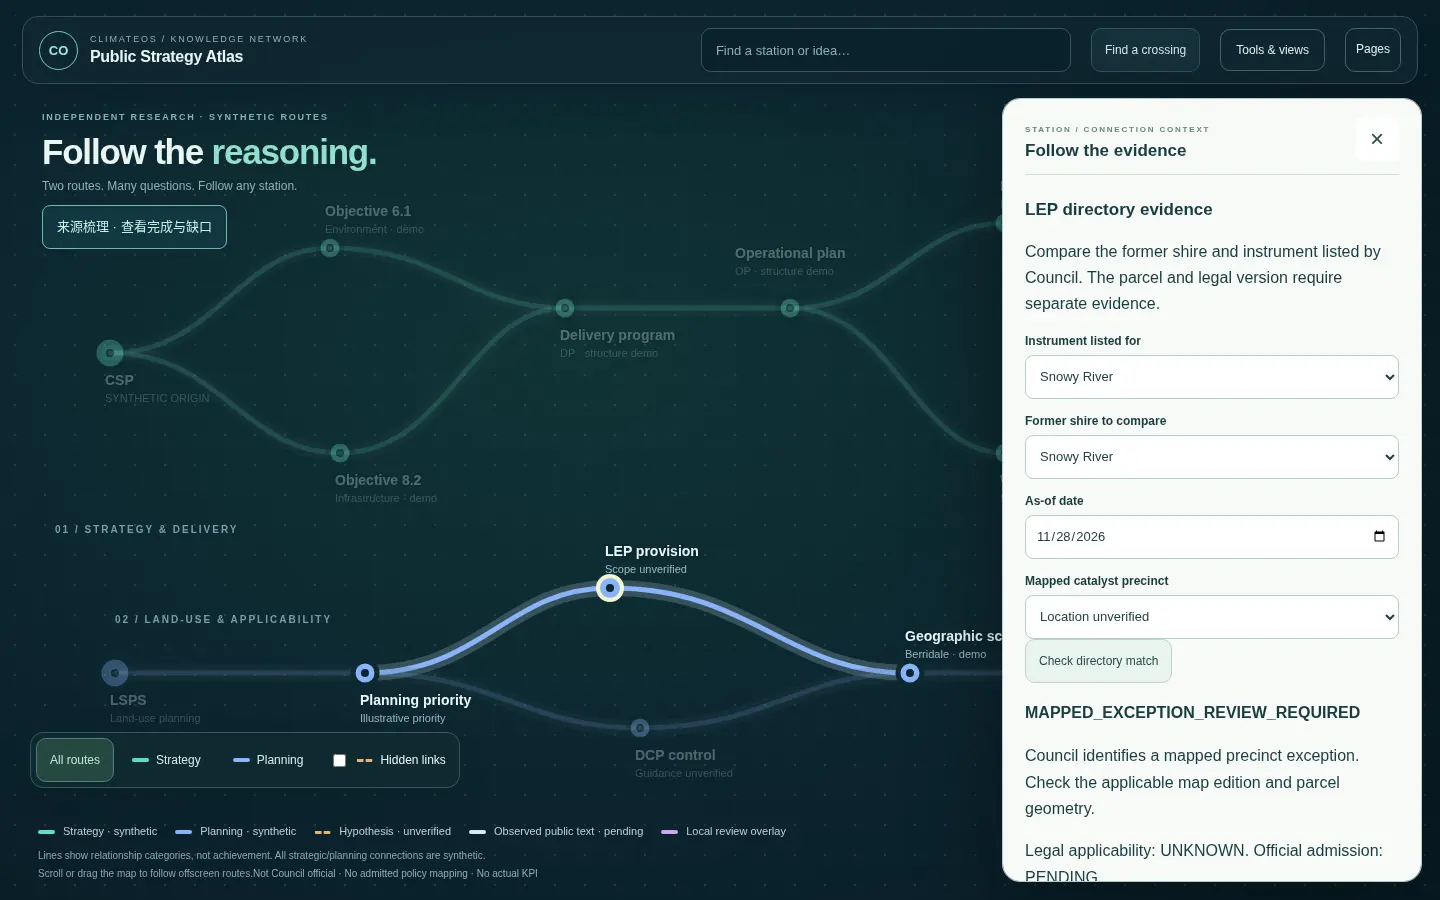 CO
CLIMATEOS / KNOWLEDGE NETWORK
Public Strategy Atlas
Find a station or idea…
Find a crossing
Tools & views
Pages
INDEPENDENT RESEARCH · SYNTHETIC ROUTES
Follow the reasoning.
Two routes. Many questions. Follow any station.
来源梳理 · 查看完成与缺口
Objective 6.1
Environment · demo
Operational plan
OP · structure demo
Delivery program
DP · structure demo
CSP
SYNTHETIC ORIGIN
Objective 8.2
Infrastructure · demo
01 / STRATEGY & DELIVERY
LEP provision
Scope unverified
02 / LAND-USE & APPLICABILITY
Geographic sc
Berridale · demo
LSPS
Land-use planning
Planning priority
Illustrative priority
DCP control
Guidance unverified
All routes
Strategy
Planning
Hidden links
Strategy · synthetic
Planning · synthetic
Hypothesis · unverified
Observed public text · pending
Local review overlay
Lines show relationship categories, not achievement. All strategic/planning connections are synthetic.
Scroll or drag the map to follow offscreen routes.Not Council official · No admitted policy mapping · No actual KPI
STATION / CONNECTION CONTEXT
Follow the evidence
×
LEP directory evidence
Compare the former shire and instrument listed by
Council. The parcel and legal version require
separate evidence.
Instrument listed for
Snowy River
Former shire to compare
Snowy River
As-of date
11/28/2026
Mapped catalyst precinct
Location unverified
Check directory match
MAPPED_EXCEPTION_REVIEW_REQUIRED
Council identifies a mapped precinct exception.
Check the applicable map edition and parcel
geometry.
Legal applicability: UNKNOWN. Official admission:
PENDING